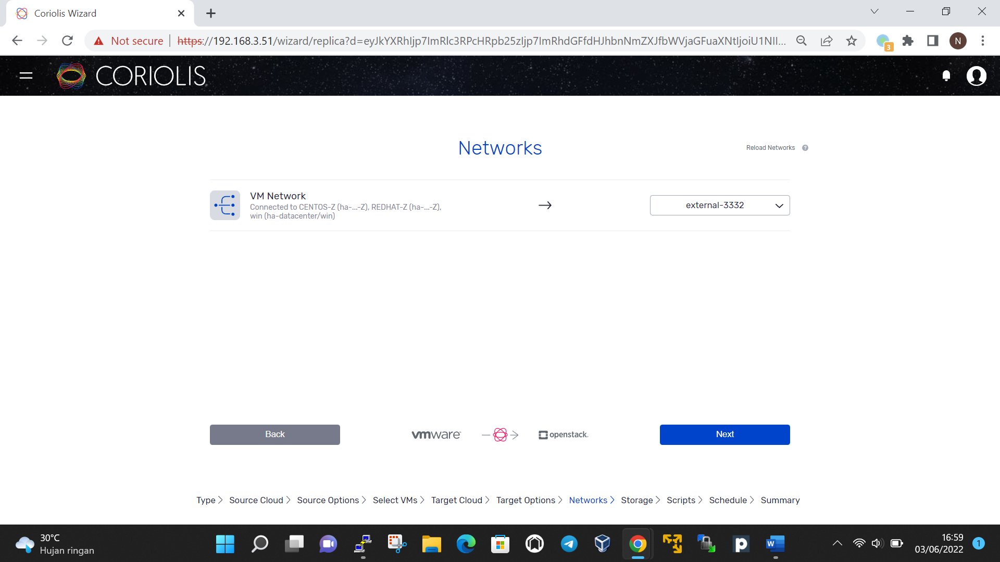 Coriolis Wizard
Not secure
https://192.168.3.51/wizard/replica?d=eyJkYXRhIjp7ImRlc3RPcHRpb25zIjp7ImRhdGFfdHJhbnNmZXJfbWVjaGFuaXNtIjoiU1NII...
3
N
CORIOLIS
Networks
Reload Networks
?
VM Network
Connected to CENTOS-Z (ha-...-Z), REDHAT-Z (ha-...-Z),
win (ha-datacenter/win)
external-3332
Back
vmware
openstack.
Next
Type
Source Cloud
Source Options
Select VMs
Target Cloud
Target Options
Networks
Storage
Scripts
Schedule
Summary
30°C
Hujan ringan
16:59
03/06/2022
1